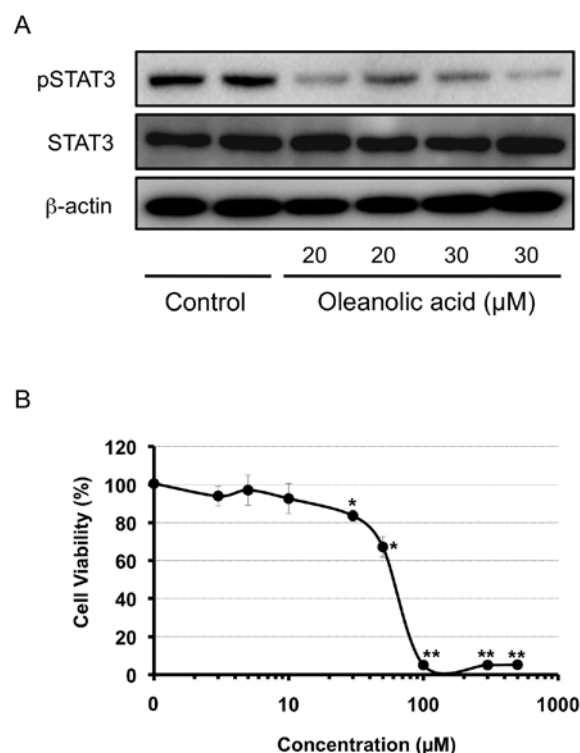 A
pSTAT3
STAT3
β-actin
20 20 30 30
Control Oleanolic acid (µM)
B
Cell Viability (%)
120
100
80
60
40
20
0
*
*
** ** **
0 10 100 1000
Concentration (µM)